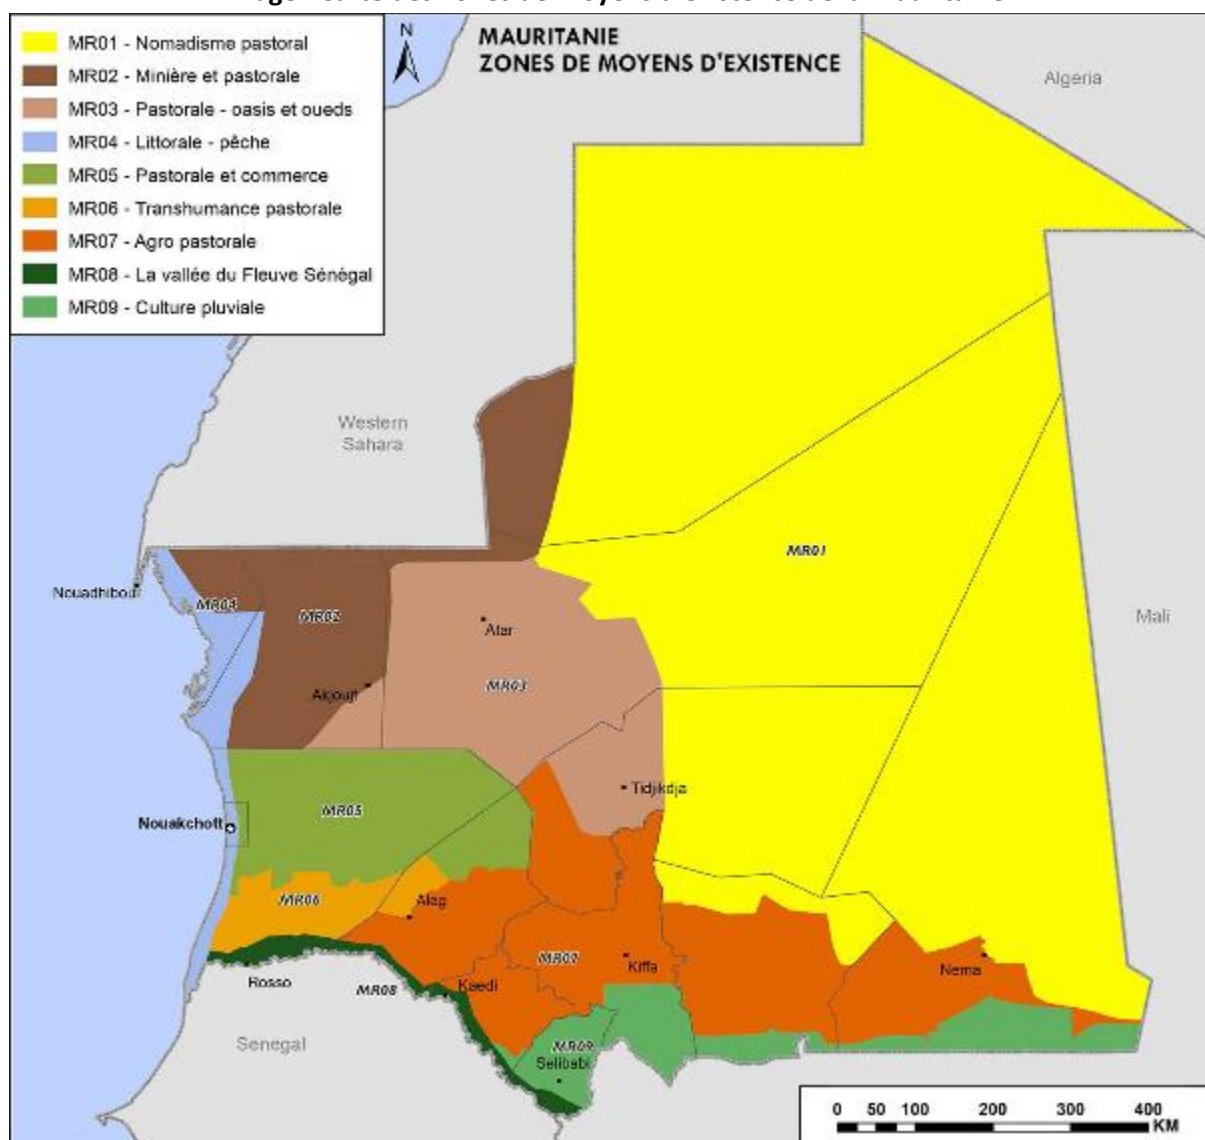 MR01 - Nomadisme pastoral
MR02 - Minière et pastorale
MR03 - Pastorale - oasis et oueds
MR04 - Littorale - pêche
MR05 - Pastorale et commerce
MR06 - Transhumance pastorale
MR07 - Agro pastorale
MR08 - La vallée du Fleuve Sénégal
MR09 - Culture pluviale
N
MAURITANIE
ZONES DE MOYENS D'EXISTENCE
Algeria
Western
Sahara
MR01
Nouadhibou
MR04
MR02
Mali
Atar
Akjoujt
MR03
Tidjikdja
Nouakchott
MR05
MR06
Aleg
MR07
Kiffa
Nema
Rosso
MR08
Kaedi
Senegal
MR09
Selibabi
0 50 100 200 300 400
KM